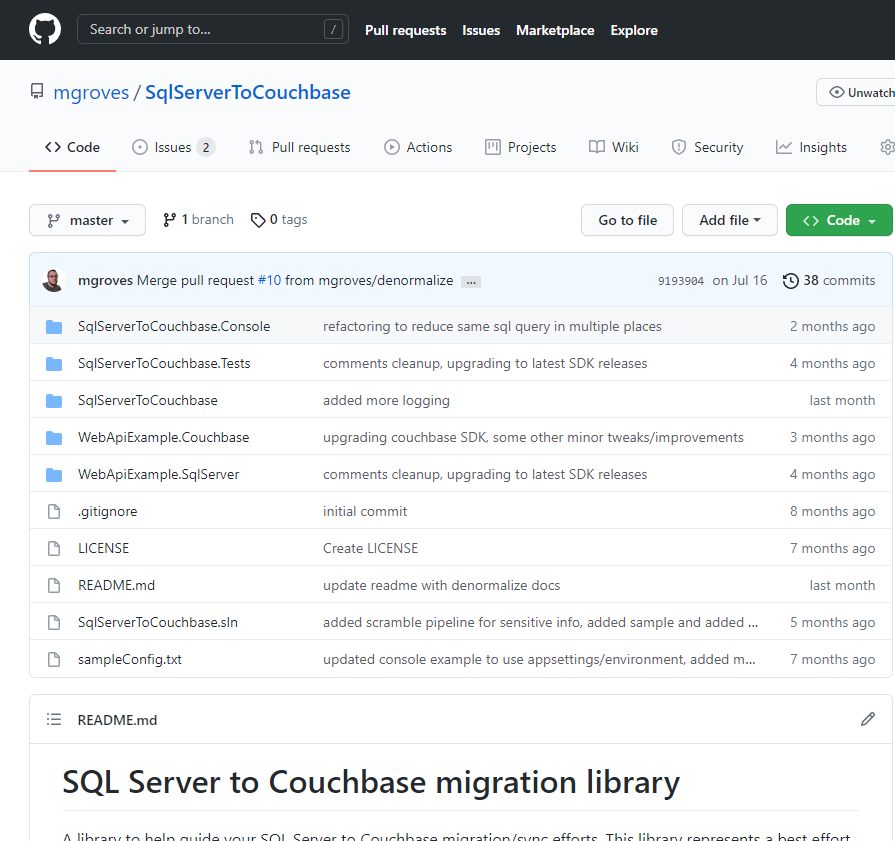 Search or jump to... / Pull requests Issues Marketplace Explore
mgroves / SqlServerToCouchbase Unwatch
Code Issues 2 Pull requests Actions Projects Wiki Security Insights
master 1 branch 0 tags Go to file Add file Code
mgroves Merge pull request #10 from mgroves/denormalize ... 9193904 on Jul 16 38 commits
SqlServerToCouchbase.Console refactoring to reduce same sql query in multiple places 2 months ago
SqlServerToCouchbase.Tests comments cleanup, upgrading to latest SDK releases 4 months ago
SqlServerToCouchbase added more logging last month
WebApiExample.Couchbase upgrading couchbase SDK, some other minor tweaks/improvements 3 months ago
WebApiExample.SqlServer comments cleanup, upgrading to latest SDK releases 4 months ago
.gitignore initial commit 8 months ago
LICENSE Create LICENSE 7 months ago
README.md update readme with denormalize docs last month
SqlServerToCouchbase.sln added scramble pipeline for sensitive info, added sample and added ... 5 months ago
sampleConfig.txt updated console example to use appsettings/environment, added m... 7 months ago
README.md
SQL Server to Couchbase migration library
A library to help guide your SQL Server to Couchbase migration/sync efforts. This library represents a best effort